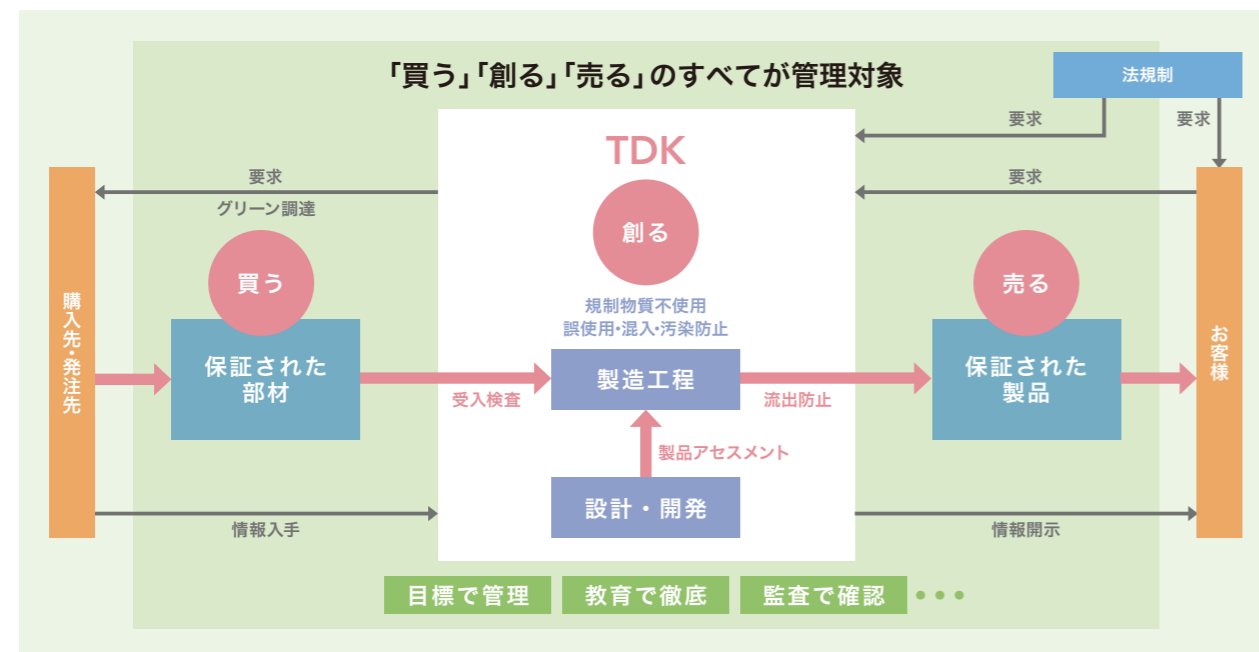 「買う」「創る」「売る」のすべてが管理対象
法規制
要求
要求
TDK
要求
グリーン調達
要求
創る
買う
売る
規制物質不使用
誤使用・混入・汚染防止
購入先・発注先
保証された
部材
受入検査
製造工程
流出防止
保証された
製品
お客様
製品アセスメント
設計・開発
情報入手
情報開示
目標で管理
教育で徹底
監査で確認
•••